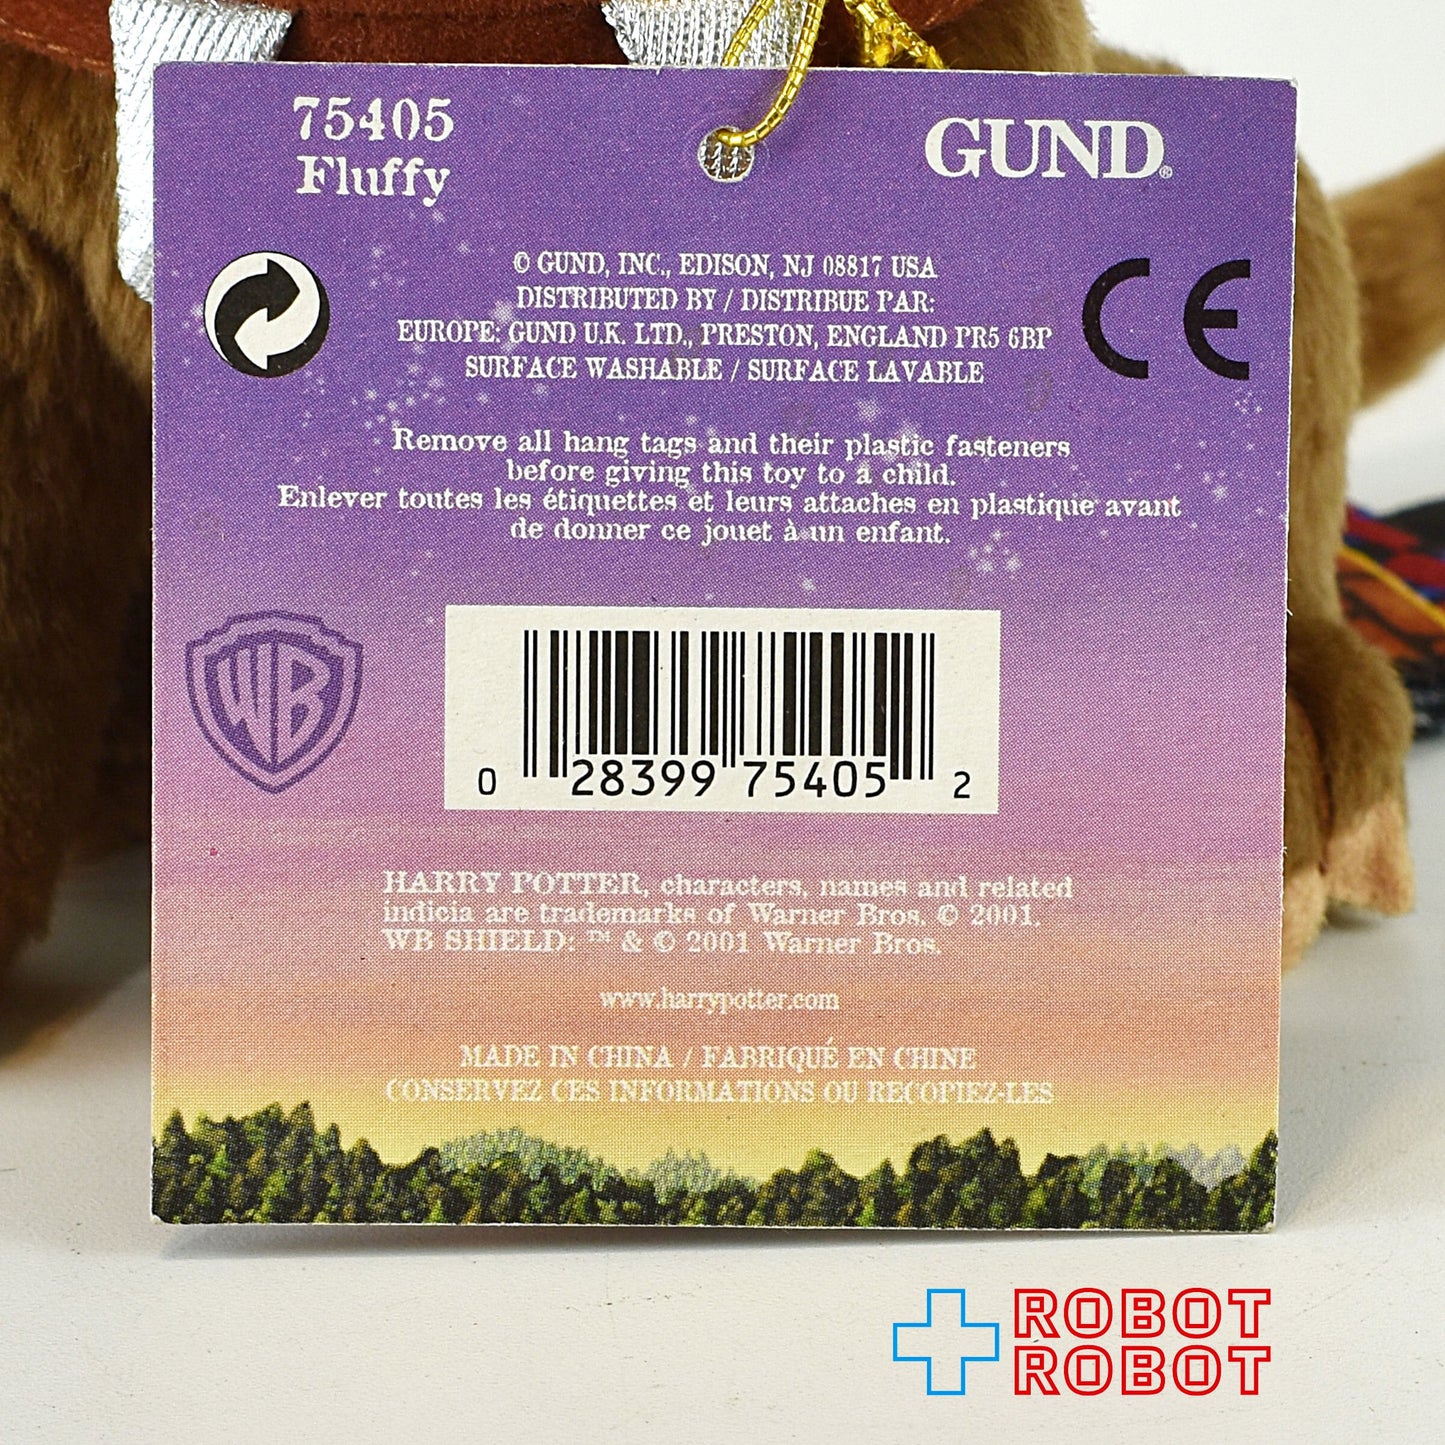 75405
Fluffy
GUND®
© GUND, INC., EDISON, NJ 08817 USA
DISTRIBUTED BY / DISTRIBUE PAR:
EUROPE: GUND U.K. LTD., PRESTON, ENGLAND PR5 6BP
SURFACE WASHABLE / SURFACE LAVABLE
CE
Remove all hang tags and their plastic fasteners
before giving this toy to a child.
Enlever toutes les étiquettes et leurs attaches en plastique avant
de donner ce jouet à un enfant.
WB
0 28399 75405 2
HARRY POTTER, characters, names and related
indicia are trademarks of Warner Bros. © 2001.
WB SHIELD: ™ & © 2001 Warner Bros.
www.harrypotter.com
MADE IN CHINA / FABRIQUÉ EN CHINE
CONSERVEZ CES INFORMATIONS OU RECOPIEZ-LES
ROBOT
ROBOT